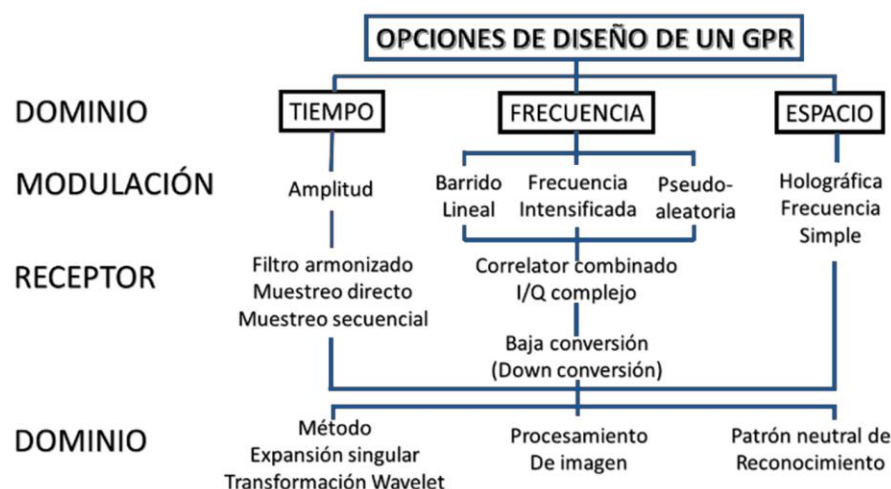 OPCIONES DE DISEÑO DE UN GPR
DOMINIO
TIEMPO
FRECUENCIA
ESPACIO
MODULACIÓN
Amplitud
Barrido
Lineal
Frecuencia
Intensificada
Pseudo-
aleatoria
Holográfica
Frecuencia
Simple
RECEPTOR
Filtro armonizado
Muestreo directo
Muestreo secuencial
Correlator combinado
I/Q complejo
Baja conversión
(Down conversión)
DOMINIO
Método
Expansión singular
Transformación Wavelet
Procesamiento
De imagen
Patrón neutral de
Reconocimiento